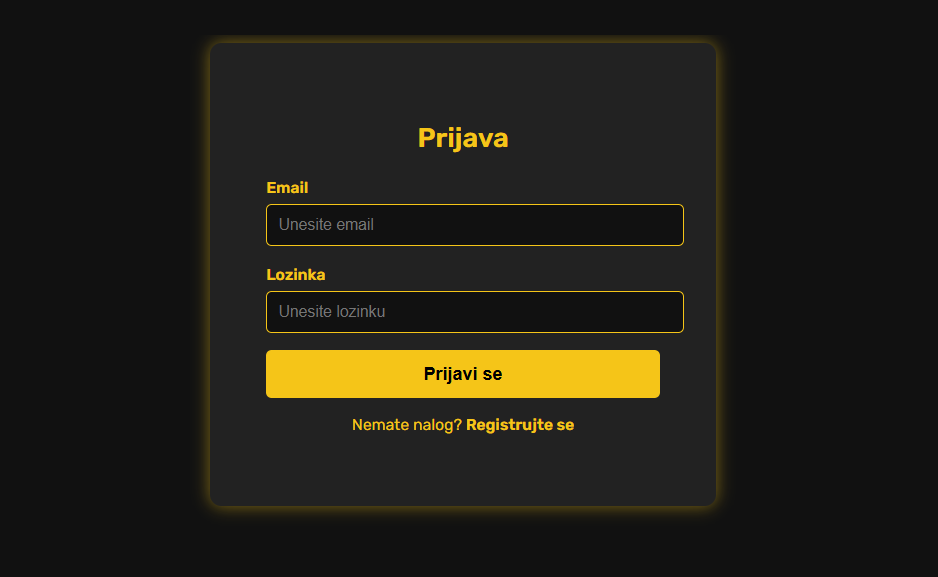 Prijava
Email
Unesite email
Lozinka
Unesite lozinku
Prijavi se
Nemate nalog? Registrujte se